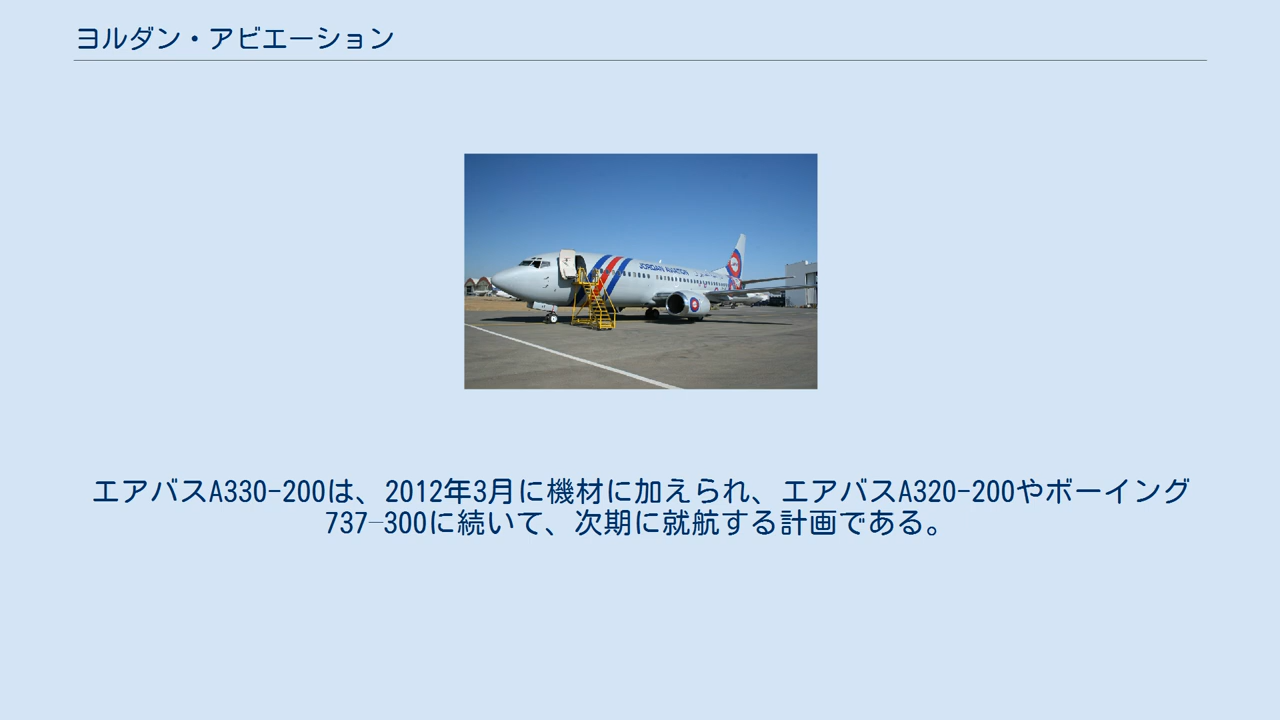 ヨルダン・アビエーション
JORDAN AVIATION
エアバスA330-200は、2012年3月に機材に加えられ、エアバスA320-200やボーイング
737–300に続いて、次期に就航する計画である。